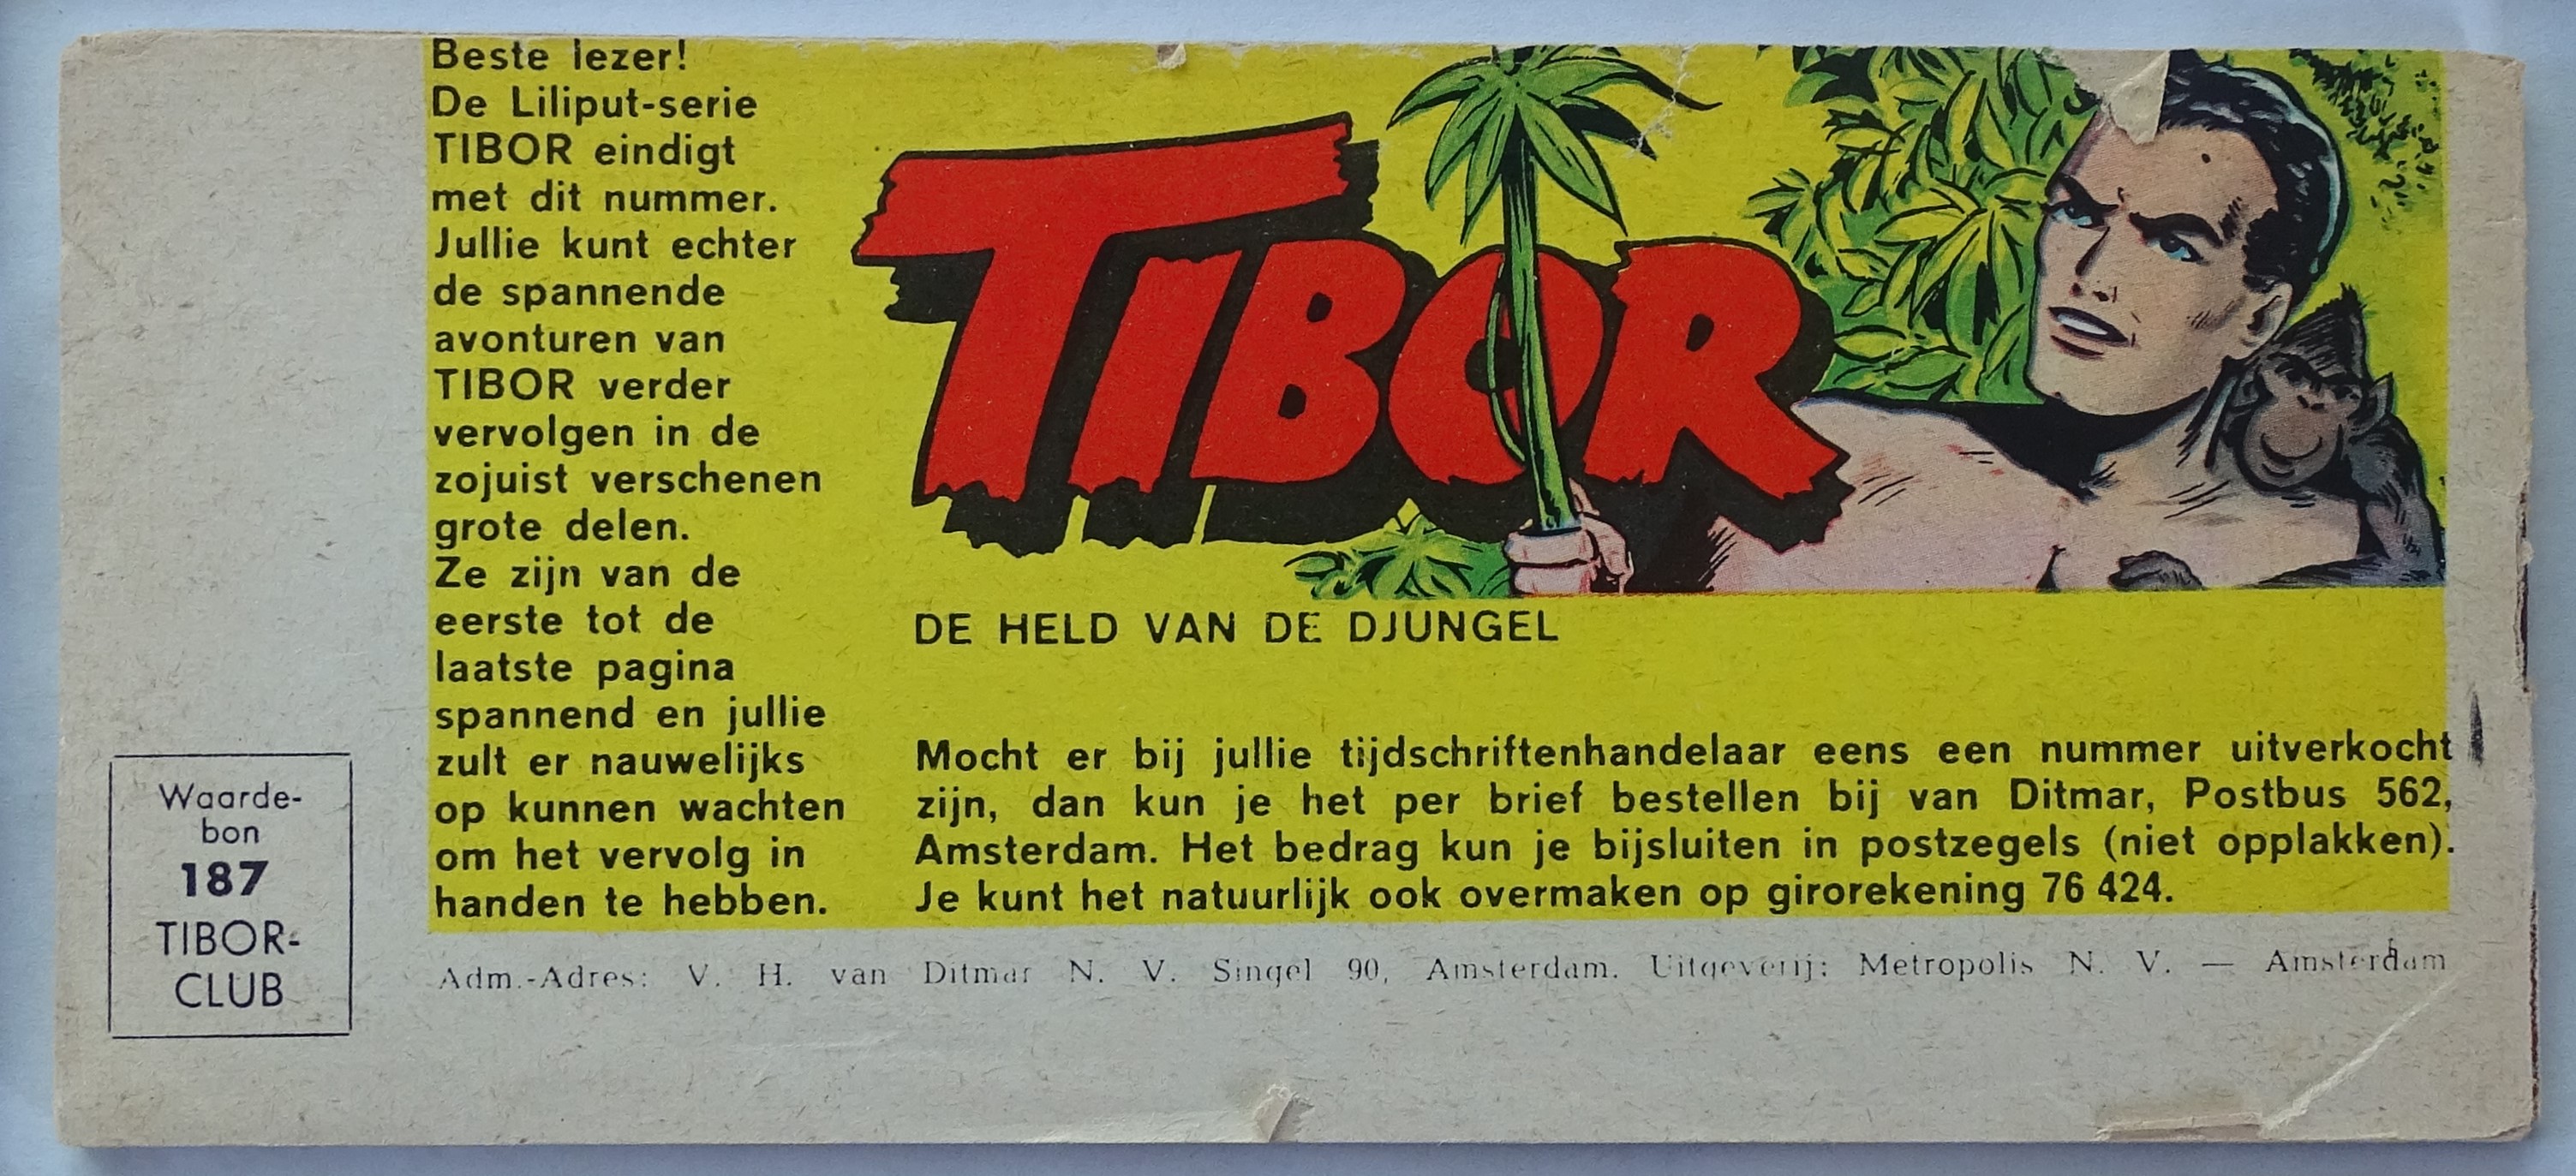 Beste lezer!
De Liliput-serie
TIBOR eindigt
met dit nummer.
Jullie kunt echter
de spannende
avonturen van
TIBOR verder
vervolgen in de
zojuist verschenen
grote delen.
Ze zijn van de
eerste tot de
laatste pagina
spannend en jullie
zult er nauwelijks
op kunnen wachten
om het vervolg in
handen te hebben.
TIBOR
DE HELD VAN DE DJUNGEL
Mocht er bij jullie tijdschriftenhandelaar eens een nummer uitverkocht
zijn, dan kun je het per brief bestellen bij van Ditmar, Postbus 562,
Amsterdam. Het bedrag kun je bijsluiten in postzegels (niet opplakken).
Je kunt het natuurlijk ook overmaken op girorekening 76 424.
Waarde-
bon
187
TIBOR-
CLUB
Adm.-Adres: V. H. van Ditmar N. V. Singel 90, Amsterdam. Uitgeverij: Metropolis N. V. — Amsterdam